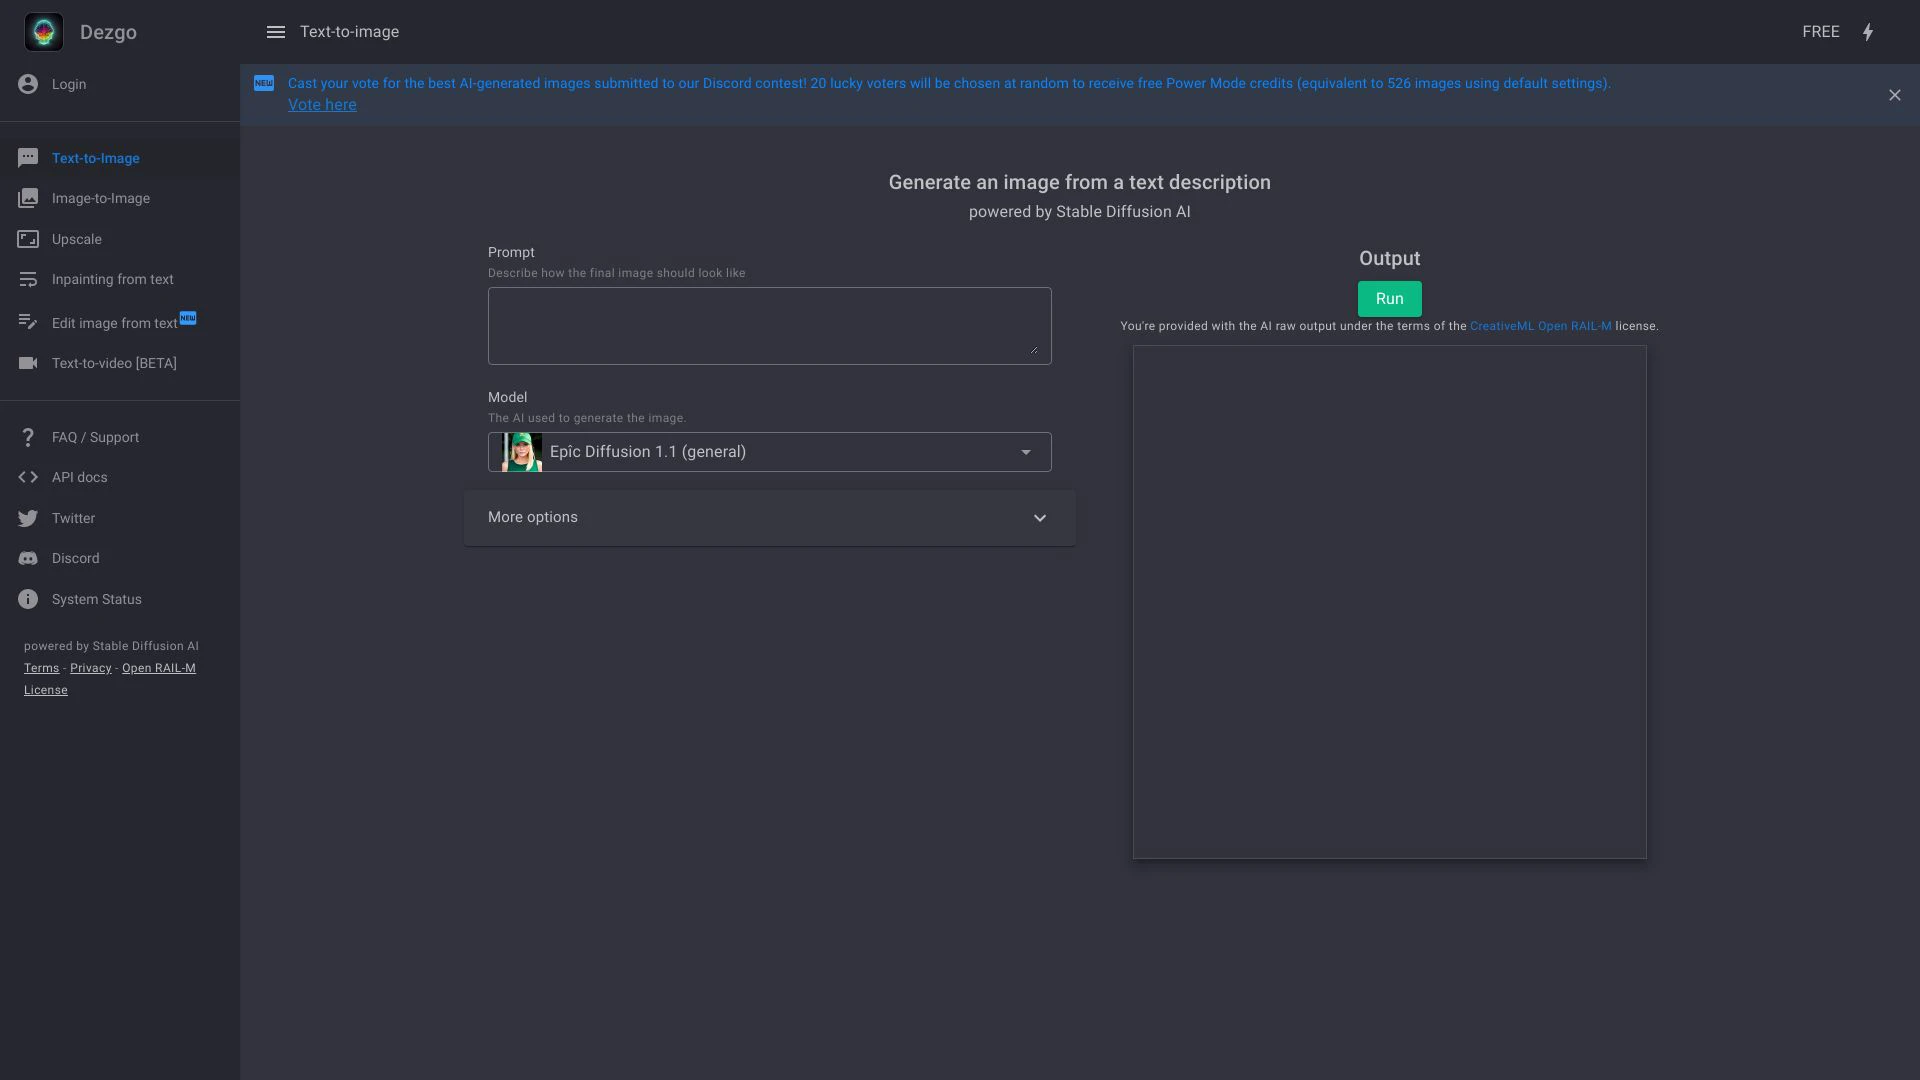 Dezgo
Text-to-image
FREE
Login
NEW
Cast your vote for the best AI-generated images submitted to our Discord contest! 20 lucky voters will be chosen at random to receive free Power Mode credits (equivalent to 526 images using default settings).
Vote here
Text-to-Image
Image-to-Image
Upscale
Inpainting from text
Edit image from text NEW
Text-to-video [BETA]
FAQ / Support
API docs
Twitter
Discord
System Status
powered by Stable Diffusion AI
Terms - Privacy - Open RAIL-M
License
Generate an image from a text description
powered by Stable Diffusion AI
Prompt
Describe how the final image should look like
Model
The AI used to generate the image.
Epîc Diffusion 1.1 (general)
More options
Output
Run
You're provided with the AI raw output under the terms of the CreativeML Open RAIL-M license.